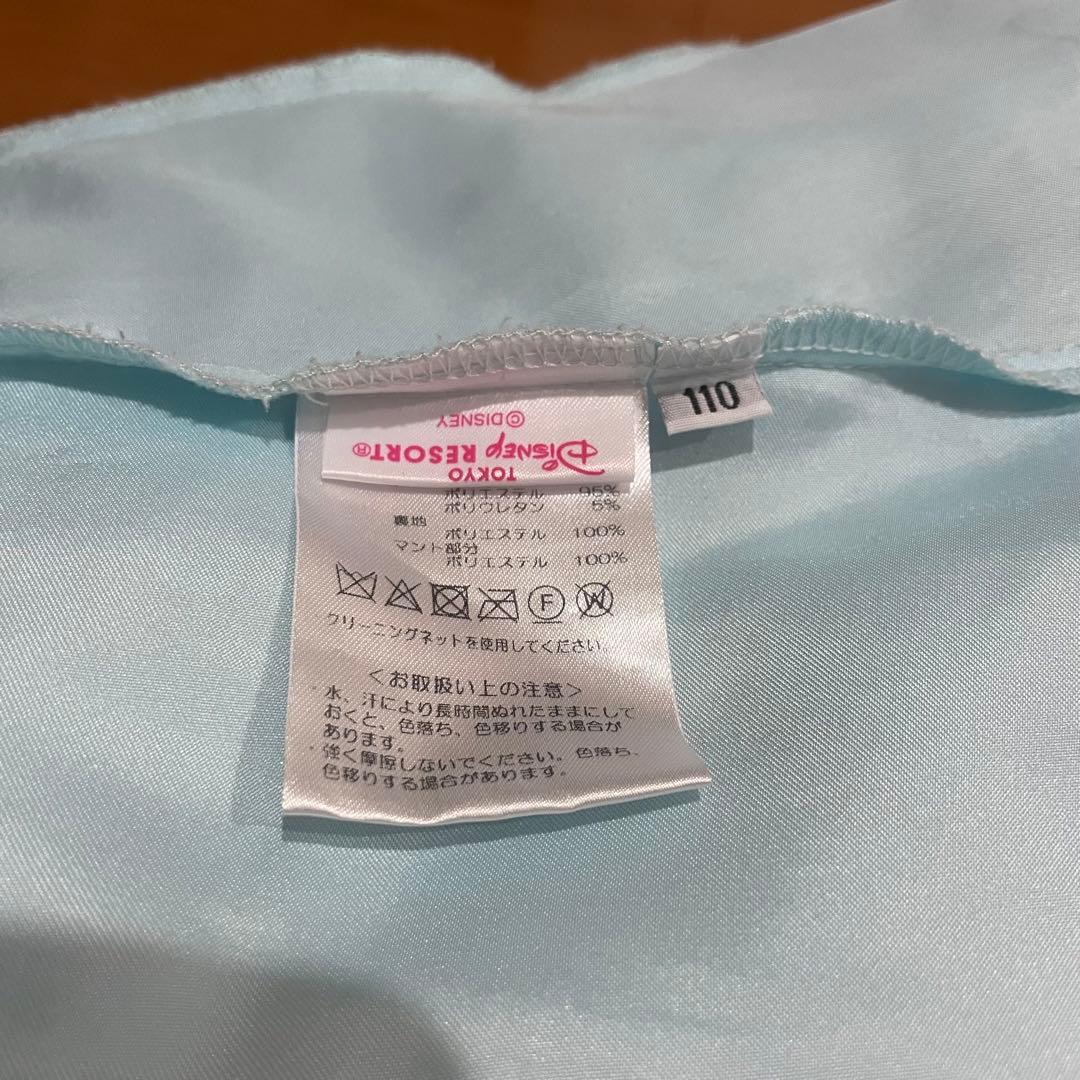 110
©DISNEY
TOKYO
Disney RESORT®
ポリエステル 95%
ポリウレタン 5%
裏地
ポリエステル 100%
マント部分
ポリエステル 100%
F W
クリーニングネットを使用してください。
＜お取扱い上の注意＞
・水、汗により長時間ぬれたままにして
おくと、色落ち、色移りする場合が
あります。
・強く摩擦しないでください。色落ち、
色移りする場合があります。